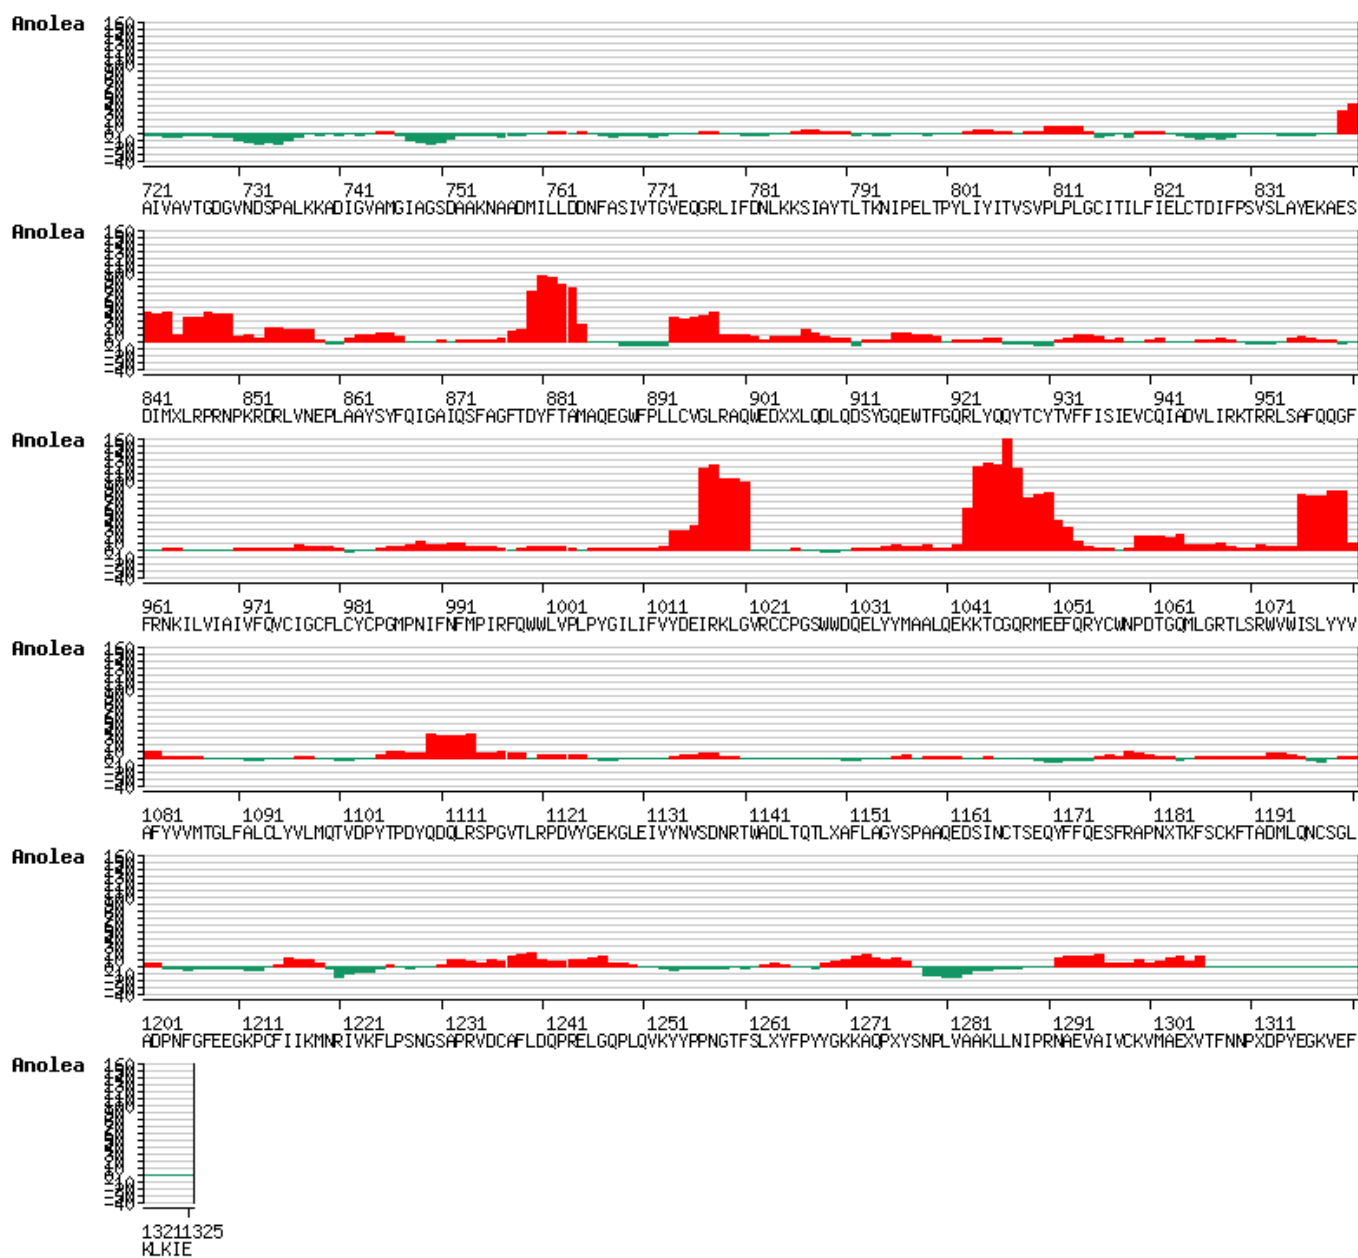 Anolea
721 731 741 751 761 771 781 791 801 811 821 831
AIVAVTGDGVNDSPALKKADIGVAMGIAGSDAAKNAADMILLDDNFASIVTGVEQGRLIFDNLKKSIAYTLTKNIPELTPYLIYITVSVPLPLGCITILFIELCTDIFPSVSLAYEKAES
Anolea
841 851 861 871 881 891 901 911 921 931 941 951
DIMXLRPRNPKRDRLVNEPLAAYSYFQIGAIQSFAGFTDYFTAMAQEGWFPLLCVGLRAQWEDXXLQDLQDSYGQEWTFGQRLYQQYTCYTVFFISIEVCQIADVLIRKTRRLSAFQQGF
Anolea
961 971 981 991 1001 1011 1021 1031 1041 1051 1061 1071
FRNKILVIAIVFQVCIGCFLCYCPGMPNIFNFMPIRFQWWLVPLPYGILIFVYDEIRKLGVRCCPGSWWDQELYYMAALQEKKTCGQRMEEFQRYCWNPDTGQMLGRTLSRWVWISLYYV
Anolea
1081 1091 1101 1111 1121 1131 1141 1151 1161 1171 1181 1191
AFYVVMTGLFALCLYVLMQTVDPYTPDYQDQLRSPGVTLRPDVYGEKGLEIVYNVSDNRTWADLTQTLXAFLAGYSPAAQEDSINCTSEQYFFQESFRAPNXTKFSCKFTADMLQNCSGL
Anolea
1201 1211 1221 1231 1241 1251 1261 1271 1281 1291 1301 1311
ADPNFGFEEGKPCFIIKMNRIVKFLPSNGSAPRVDCAFLDQPRELGQPLQVKYYPPNGTFSLXYFPYYGKKAQPXYSNPLVAAKLLNIPRNAEVAIVCKVMAEXVTFNNPXDPYEGKVEF
Anolea
13211325
KLKIE